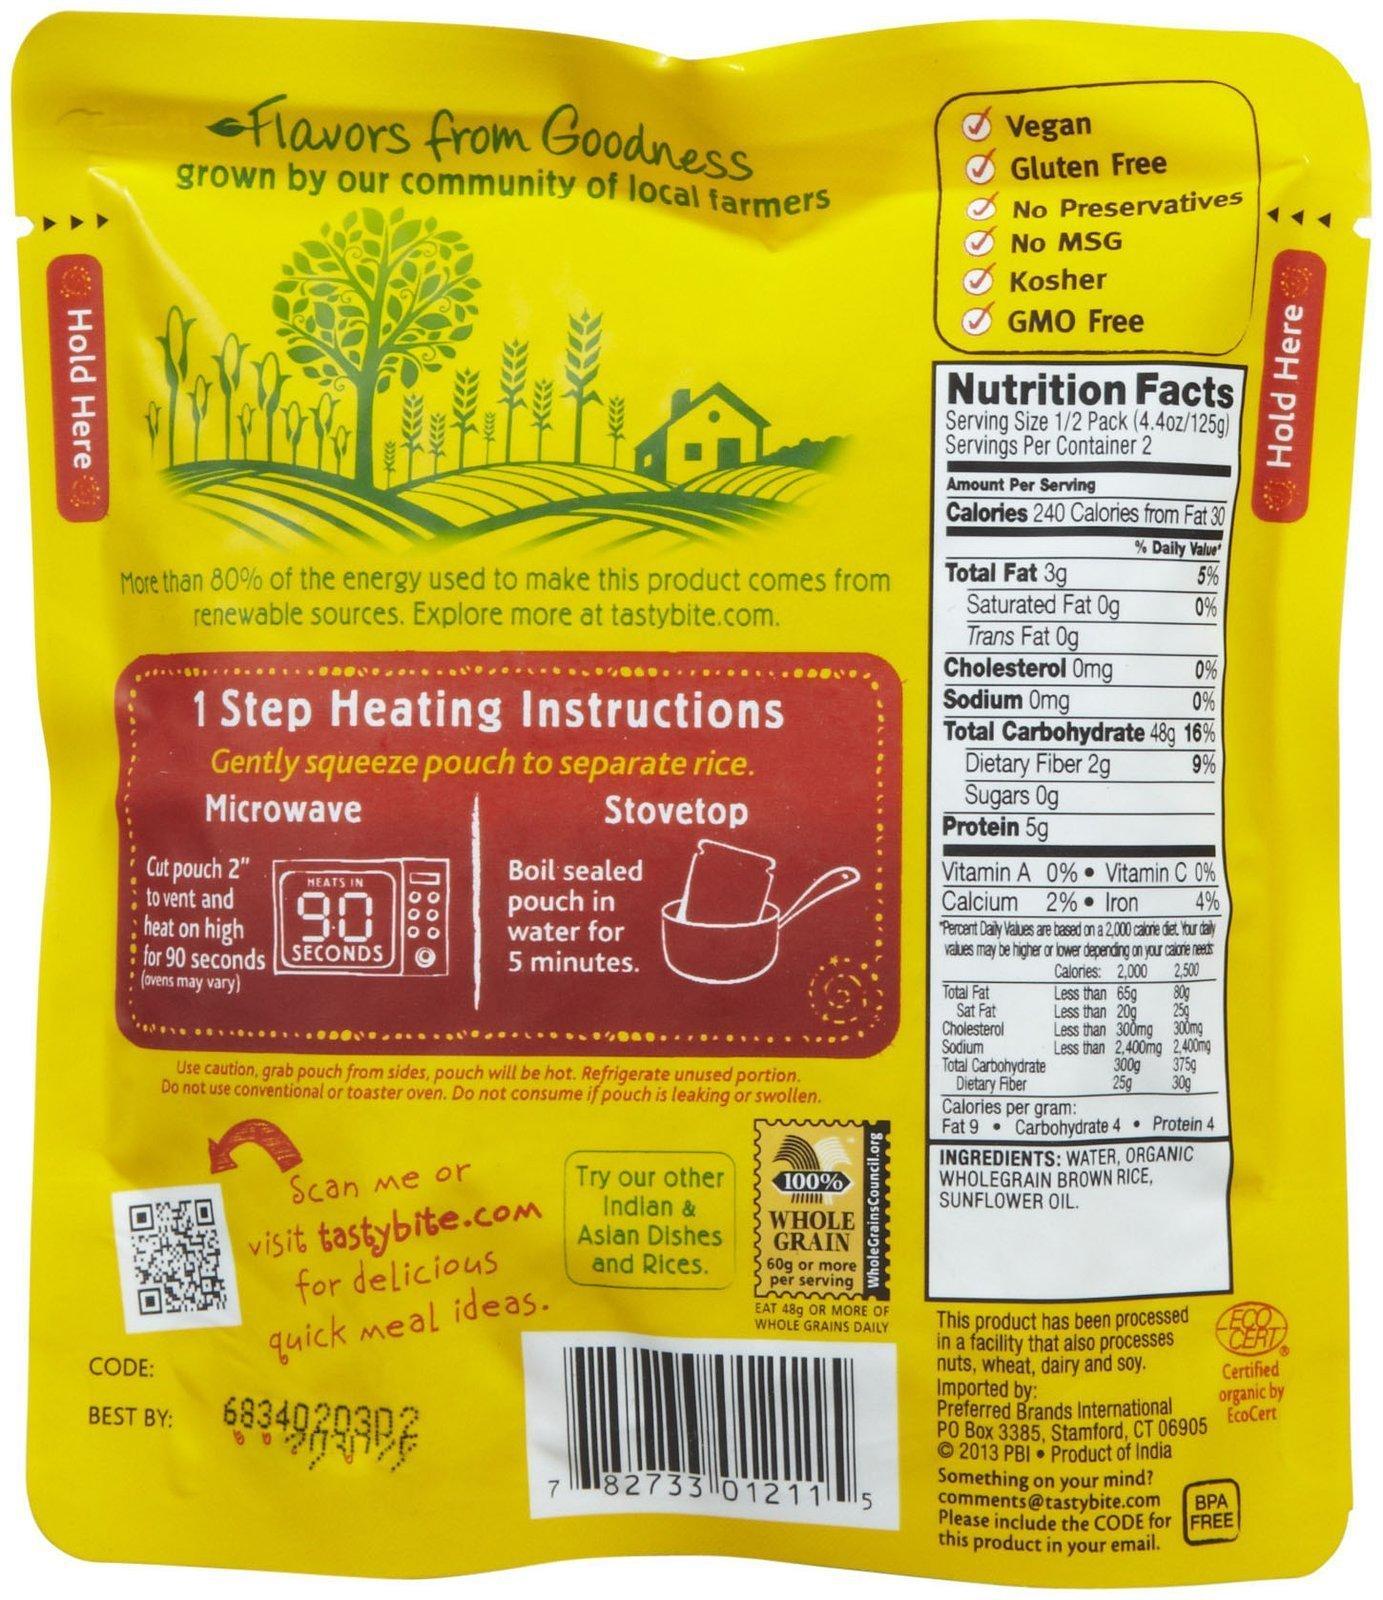 Flavors from Goodness
grown by our community of local farmers
Hold Here
More than 80% of the energy used to make this product comes from
renewable sources. Explore more at tastybite.com.
1 Step Heating Instructions
Gently squeeze pouch to separate rice.
Microwave
Cut pouch 2"
to vent and
heat on high
for 90 seconds
(ovens may vary)
HEATS IN
90
SECONDS
Stovetop
Boil sealed
pouch in
water for
5 minutes.
Use caution, grab pouch from sides, pouch will be hot. Refrigerate unused portion.
Do not use conventional or toaster oven. Do not consume if pouch is leaking or swollen.
Scan me or
visit tastybite.com
for delicious
quick meal ideas.
Try our other
Indian &
Asian Dishes
and Rices.
100%
WHOLE
GRAIN
60g or more
per serving
WholeGrainsCouncil.org
EAT 48g OR MORE OF
WHOLE GRAINS DAILY
CODE:
BEST BY:
7 82733 01211 5
Vegan
Gluten Free
No Preservatives
No MSG
Kosher
GMO Free
Hold Here
Nutrition Facts
Serving Size 1/2 Pack (4.4oz/125g)
Servings Per Container 2
Amount Per Serving
Calories 240 Calories from Fat 30
% Daily Value*
Total Fat 3g 5%
Saturated Fat 0g 0%
Trans Fat 0g
Cholesterol 0mg 0%
Sodium 0mg 0%
Total Carbohydrate 48g 16%
Dietary Fiber 2g 9%
Sugars 0g
Protein 5g
Vitamin A 0% • Vitamin C 0%
Calcium 2% • Iron 4%
*Percent Daily Values are based on a 2,000 calorie diet. Your daily
values may be higher or lower depending on your calorie needs:
Calories: 2,000 2,500
Total Fat Less than 65g 80g
Sat Fat Less than 20g 25g
Cholesterol Less than 300mg 300mg
Sodium Less than 2,400mg 2,400mg
Total Carbohydrate 300g 375g
Dietary Fiber 25g 30g
Calories per gram:
Fat 9 • Carbohydrate 4 • Protein 4
INGREDIENTS: WATER, ORGANIC
WHOLEGRAIN BROWN RICE,
SUNFLOWER OIL.
This product has been processed
in a facility that also processes
nuts, wheat, dairy and soy.
Imported by:
Preferred Brands International
PO Box 3385, Stamford, CT 06905
© 2013 PBI • Product of India
Something on your mind?
comments@tastybite.com
Please include the CODE for
this product in your email.
ECO
CERT®
Certified
organic by
EcoCert
BPA
FREE